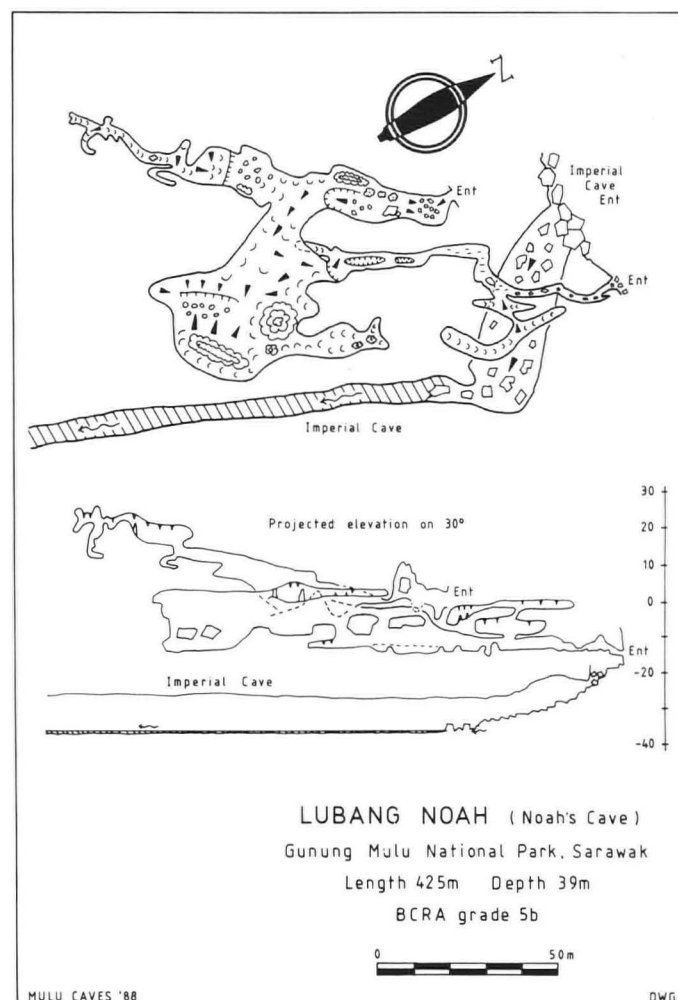 N
Imperial
Cave
Ent
Ent
Ent
Imperial Cave
Projected elevation on 30°
30
20
10
0
-10
-20
-40
Ent
Ent
Imperial Cave
LUBANG NOAH (Noah's Cave)
Gunung Mulu National Park, Sarawak
Length 425m Depth 39m
BCRA grade 5b
0 50m
MULU CAVES '88
DWG